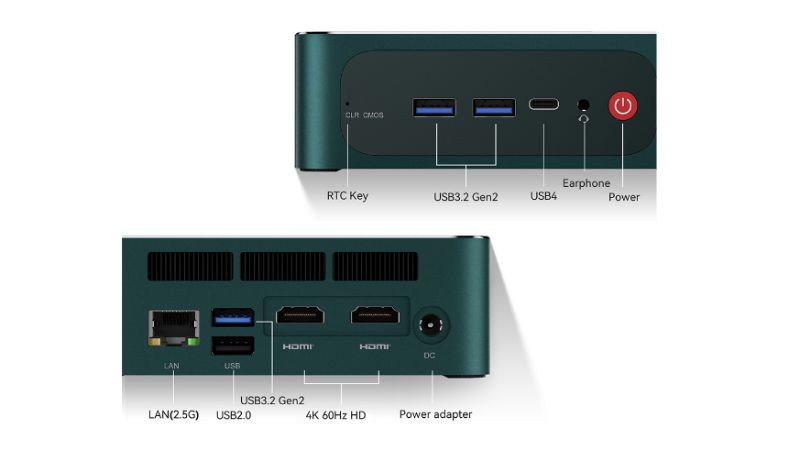 CLR CMOS
RTC Key
USB3.2 Gen2
USB4
Earphone
Power
HDMI
HDMI
DC
LAN
USB
USB3.2 Gen2
LAN(2.5G)
USB2.0
4K 60Hz HD
Power adapter